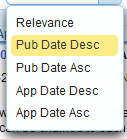 Relevance
Pub Date Desc
Pub Date Asc
App Date Desc
App Date Asc